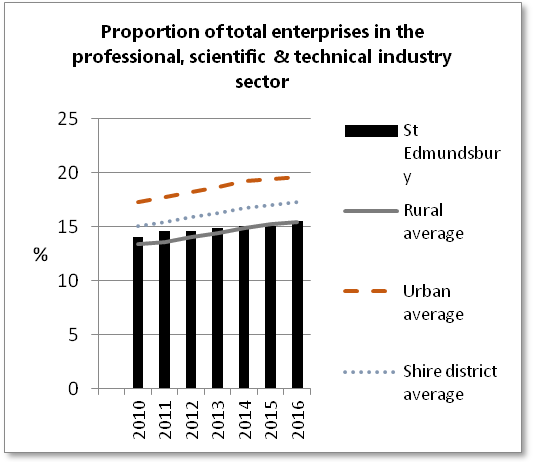 Proportion of total enterprises in the
professional, scientific & technical industry
sector
25
20
15
10
5
0
%
2010
2011
2012
2013
2014
2015
2016
St
Edmundsbur
y
Rural
average
Urban
average
Shire district
average